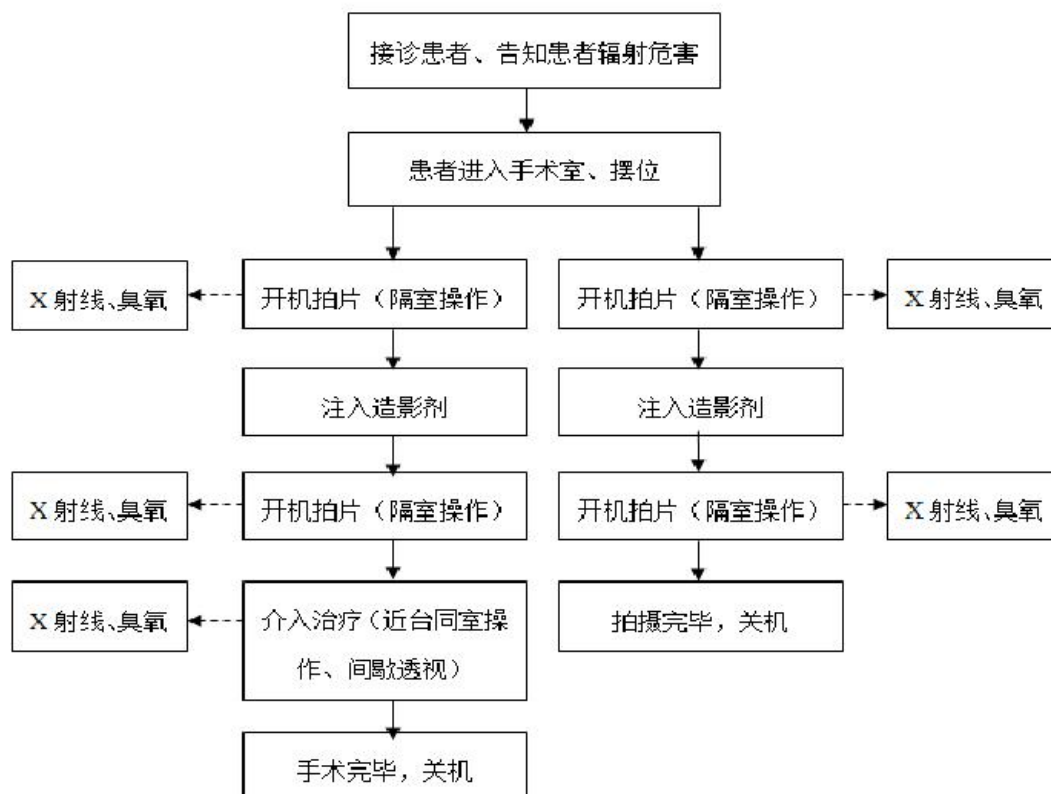 接诊患者、告知患者辐射危害
患者进入手术室、摆位
X 射线、臭氧
开机拍片（隔室操作）
开机拍片（隔室操作）
X 射线、臭氧
注入造影剂
注入造影剂
X 射线、臭氧
开机拍片（隔室操作）
开机拍片（隔室操作）
X 射线、臭氧
X 射线、臭氧
介入治疗（近台同室操
作、间歇透视）
拍摄完毕，关机
手术完毕，关机